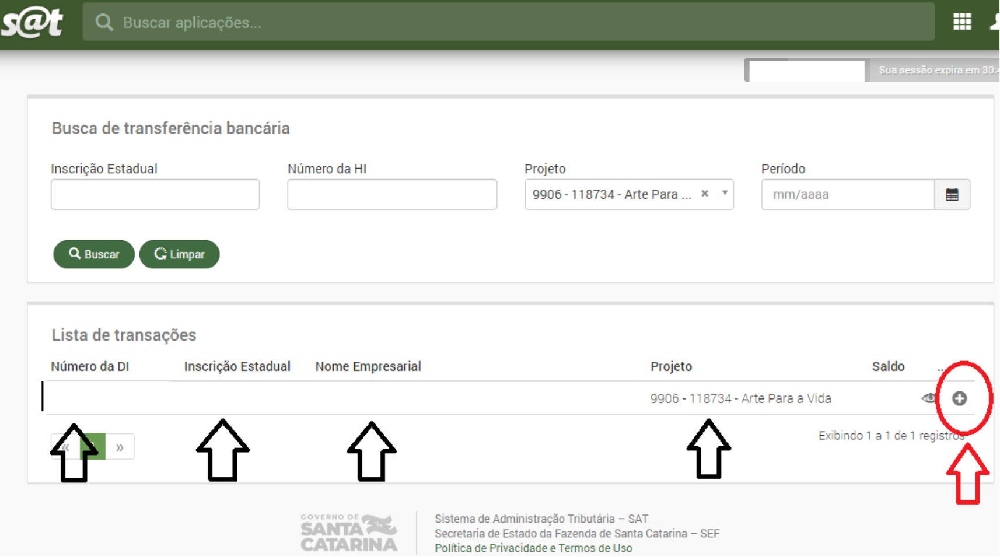 s@t
Buscar aplicações...
Sua sessão expira em 30:
Busca de transferência bancária
Inscrição Estadual
Número da HI
Projeto
Período
9906 - 118734 - Arte Para ...
mm/aaaa
Buscar
Limpar
Lista de transações
Número da DI
Inscrição Estadual
Nome Empresarial
Projeto
Saldo
...
9906 - 118734 - Arte Para a Vida
« »
Exibindo 1 a 1 de 1 registros
GOVERNO DE
SANTA
CATARINA
Sistema de Administração Tributária – SAT
Secretaria de Estado da Fazenda de Santa Catarina – SEF
Política de Privacidade e Termos de Uso